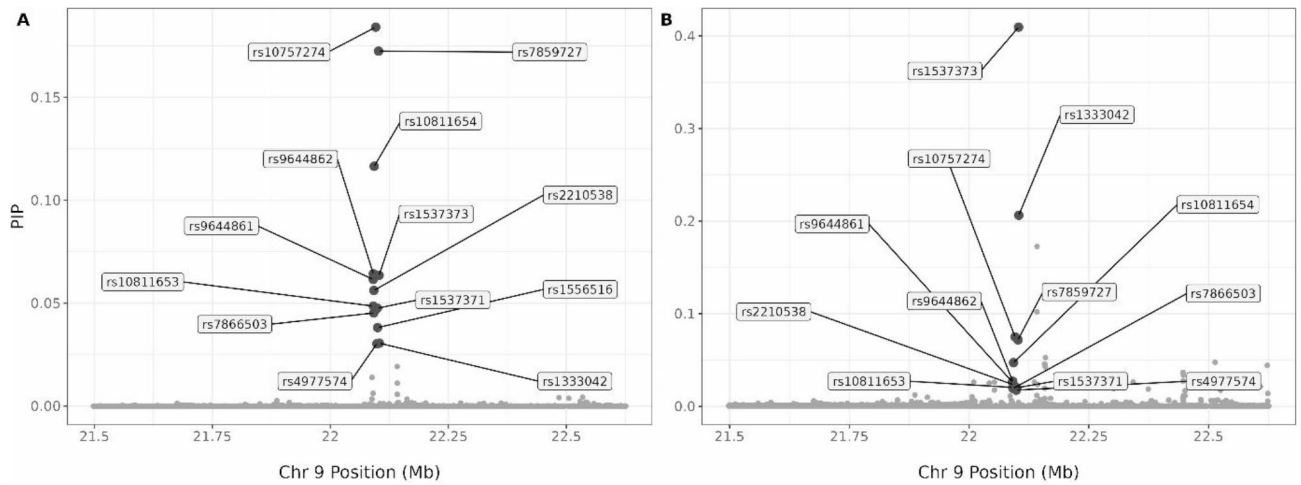 A
rs10757274
rs7859727
rs10811654
rs9644862
rs2210538
rs1537373
rs9644861
rs10811653
rs1556516
rs1537371
rs7866503
rs4977574
rs1333042
PIP
0.15
0.10
0.05
0.00
21.5 21.75 22 22.25 22.5
Chr 9 Position (Mb)
B
rs1537373
rs1333042
rs10757274
rs10811654
rs9644861
rs7859727
rs7866503
rs9644862
rs2210538
rs10811653
rs1537371
rs4977574
0.4
0.3
0.2
0.1
0.0
21.5 21.75 22 22.25 22.5
Chr 9 Position (Mb)